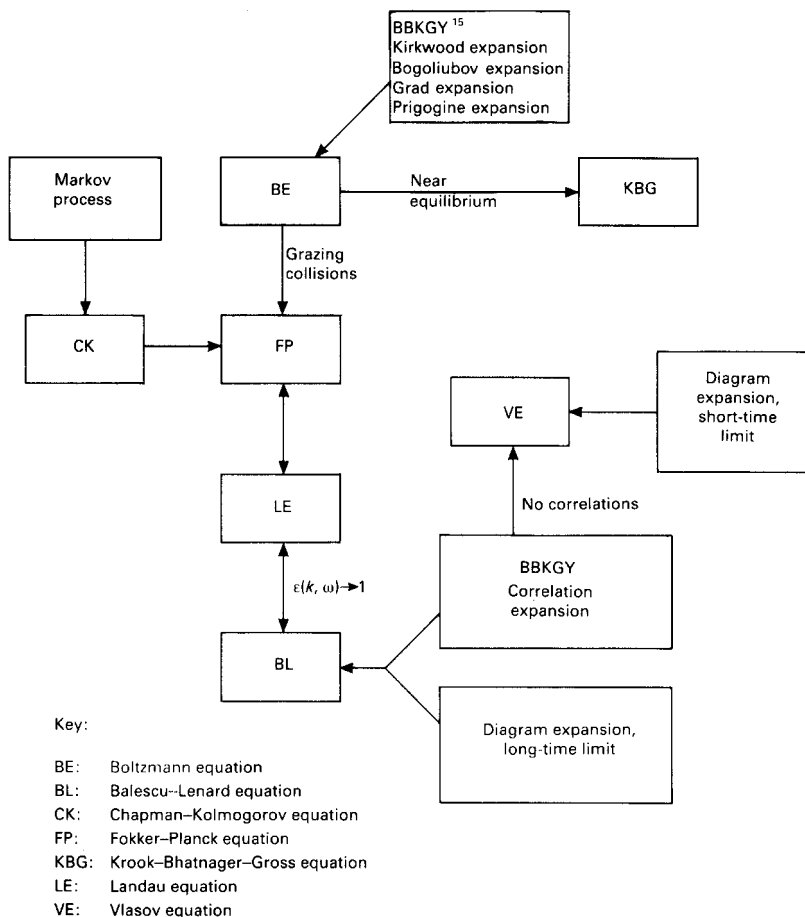 BBKGY 15
Kirkwood expansion
Bogoliubov expansion
Grad expansion
Prigogine expansion
Markov
process
BE
Near
equilibrium
KBG
Grazing
collisions
CK
FP
VE
Diagram
expansion,
short-time
limit
LE
No correlations
ε(k, ω)→1
BBKGY
Correlation
expansion
BL
Diagram expansion,
long-time limit
Key:
BE: Boltzmann equation
BL: Balescu–Lenard equation
CK: Chapman–Kolmogorov equation
FP: Fokker–Planck equation
KBG: Krook–Bhatnager–Gross equation
LE: Landau equation
VE: Vlasov equation